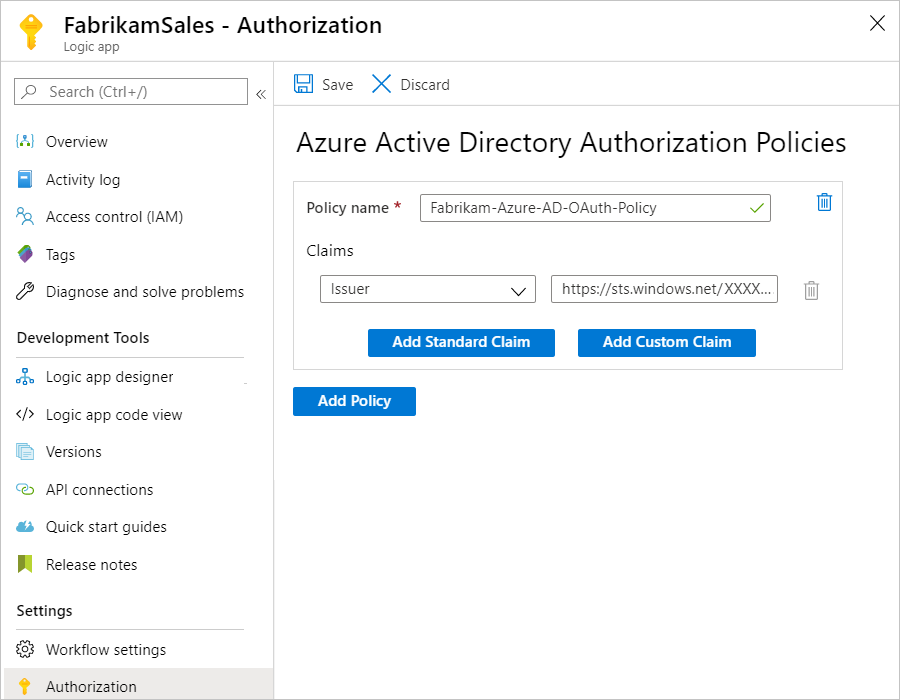 FabrikamSales - Authorization
Logic app
Search (Ctrl+/)
Overview
Activity log
Access control (IAM)
Tags
Diagnose and solve problems
Development Tools
Logic app designer
Logic app code view
Versions
API connections
Quick start guides
Release notes
Settings
Workflow settings
Authorization
Save Discard
Azure Active Directory Authorization Policies
Policy name * Fabrikam-Azure-AD-OAuth-Policy
Claims
Issuer https://sts.windows.net/XXXX...
Add Standard Claim Add Custom Claim
Add Policy